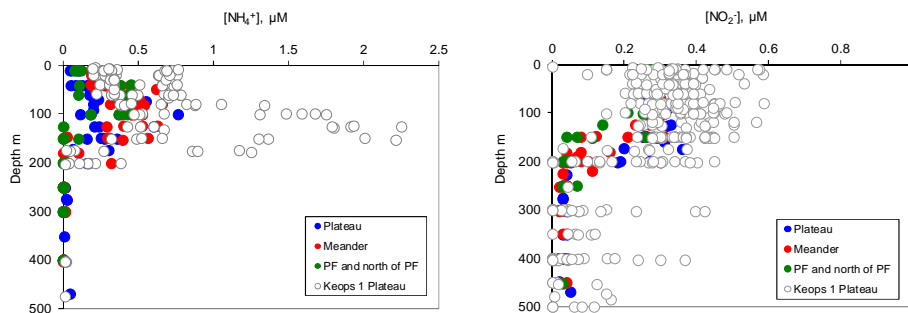 [NH₄⁺], µM
0 0.5 1 1.5 2 2.5
0
100
200
300
400
500
Depth m
Plateau
Meander
PF and north of PF
Keops 1 Plateau
[NO₂⁻], µM
0 0.2 0.4 0.6 0.8
0
100
200
300
400
500
Depth m
Plateau
Meander
PF and north of PF
Keops 1 Plateau